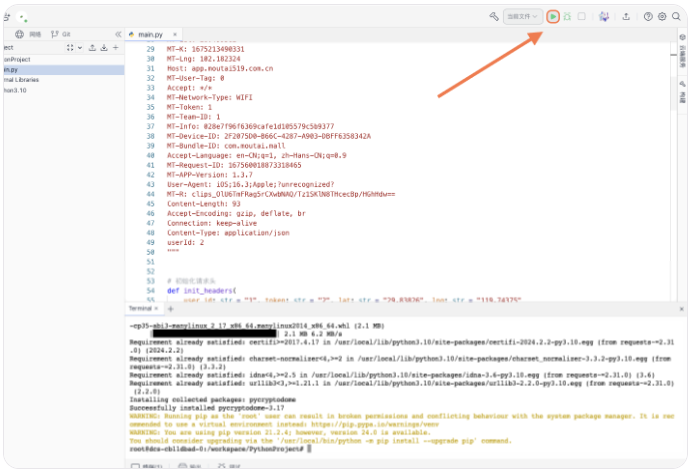 当前文件
网络
Git
ect
main.py
onProject
in.py
rnal Libraries
hon3.10
29 MT-K: 1675213490331
30 MT-Lng: 102.182324
31 Host: app.moutai519.com.cn
32 MT-User-Tag: 0
33 Accept: */*
34 MT-Network-Type: WIFI
35 MT-Token: 1
36 MT-Team-ID: 1
37 MT-Info: 028e7f96f6369cafe1d105579c5b9377
38 MT-Device-ID: 2F2075D0-B66C-4287-A903-DBFF6358342A
39 MT-Bundle-ID: com.moutai.mall
40 Accept-Language: en-CN;q=1, zh-Hans-CN;q=0.9
41 MT-Request-ID: 167560018873318465
42 MT-APP-Version: 1.3.7
43 User-Agent: iOS;16.3;Apple;?unrecognized?
44 MT-R: clips_OlU6TmFRag5rCXwbNAQ/Tz1SKlN8THcecBp/HGhHdw==
45 Content-Length: 93
46 Accept-Encoding: gzip, deflate, br
47 Connection: keep-alive
48 Content-Type: application/json
49 userId: 2
50 """
51
52
53 # 初始化请求头
54 def init_headers(
55 user_id: str = "1", token: str = "2", lat: str = "29.83826", lng: str = "119.74375"
Terminal
-cp35-abi3-manylinux_2_17_x86_64.manylinux2014_x86_64.whl (2.1 MB)
2.1 MB 6.2 MB/s
Requirement already satisfied: certifi>=2017.4.17 in /usr/local/lib/python3.10/site-packages/certifi-2024.2.2-py3.10.egg (from requests~=2.31
.0) (2024.2.2)
Requirement already satisfied: charset-normalizer<4,>=2 in /usr/local/lib/python3.10/site-packages/charset_normalizer-3.3.2-py3.10.egg (from
requests~=2.31.0) (3.3.2)
Requirement already satisfied: idna<4,>=2.5 in /usr/local/lib/python3.10/site-packages/idna-3.6-py3.10.egg (from requests~=2.31.0) (3.6)
Requirement already satisfied: urllib3<3,>=1.21.1 in /usr/local/lib/python3.10/site-packages/urllib3-2.2.0-py3.10.egg (from requests~=2.31.0)
(2.2.0)
Installing collected packages: pycryptodome
Successfully installed pycryptodome-3.17
WARNING: Running pip as the 'root' user can result in broken permissions and conflicting behaviour with the system package manager. It is rec
ommended to use a virtual environment instead: https://pip.pypa.io/warnings/venv
WARNING: You are using pip version 21.2.4; however, version 24.0 is available.
You should consider upgrading via the '/usr/local/bin/python -m pip install --upgrade pip' command.
root@dcs-cb1ldbad-0:/workspace/PythonProject#